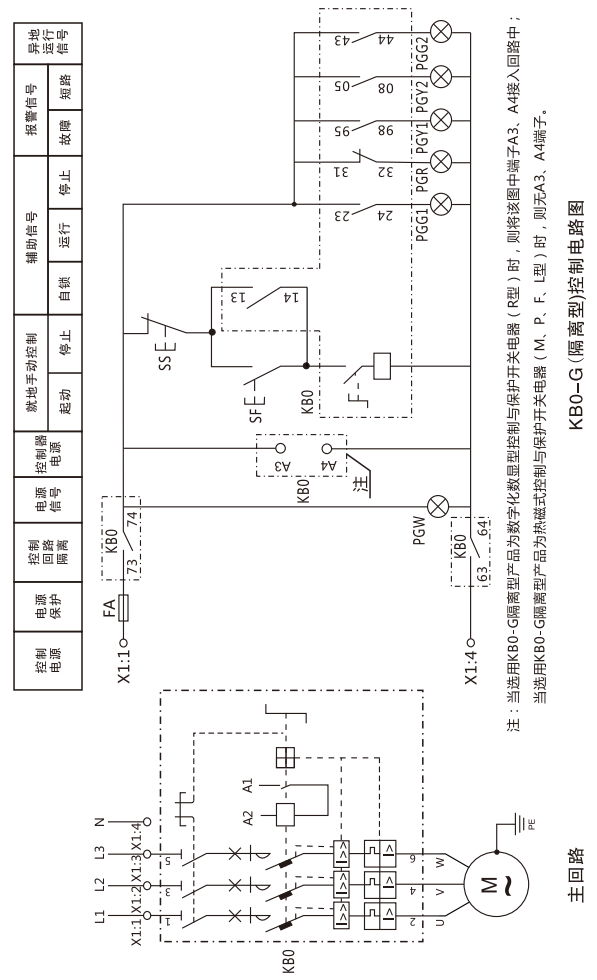 控制电源
电源保护
控制回路隔离
电源信号
控制器电源
就地手动控制
起动
停止
辅助信号
自锁
运行
停止
报警信号
故障
短路
异地运行信号
X1:1
FA
73
74
KB0
SF
SS
13
14
KB0
A3
A4
KB0
注
PGW
63
64
KB0
X1:4
23
24
PGG1
31
32
PGR
95
98
PGY1
05
08
PGY2
43
44
PGG2
L1
L2
L3
N
X1:1
X1:2
X1:3
X1:4
1
3
5
A2
A1
KB0
2
4
6
U
V
W
M
~
PE
主回路
KB0-G(隔离型)控制电路图
注：当选用KB0-G隔离型产品为数字化数显型控制与保护开关电器（R型）时，则将该图中端子A3、A4接入回路中；
当选用KB0-G隔离型产品为热磁式控制与保护开关电器（M、P、F、L型）时，则无A3、A4端子。